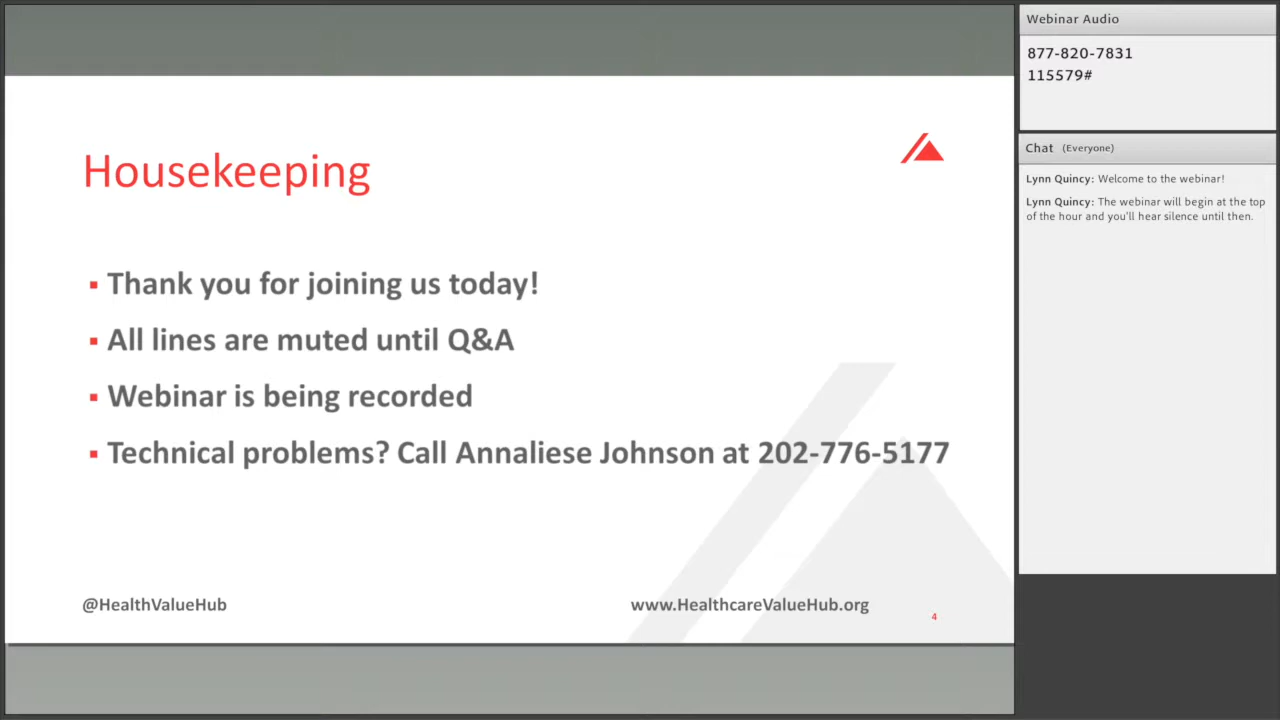 Housekeeping
▪ Thank you for joining us today!
▪ All lines are muted until Q&A
▪ Webinar is being recorded
▪ Technical problems? Call Annaliese Johnson at 202-776-5177
@HealthValueHub
www.HealthcareValueHub.org
4
Webinar Audio
877-820-7831
115579#
Chat (Everyone)
Lynn Quincy: Welcome to the webinar!
Lynn Quincy: The webinar will begin at the top
of the hour and you'll hear silence until then.